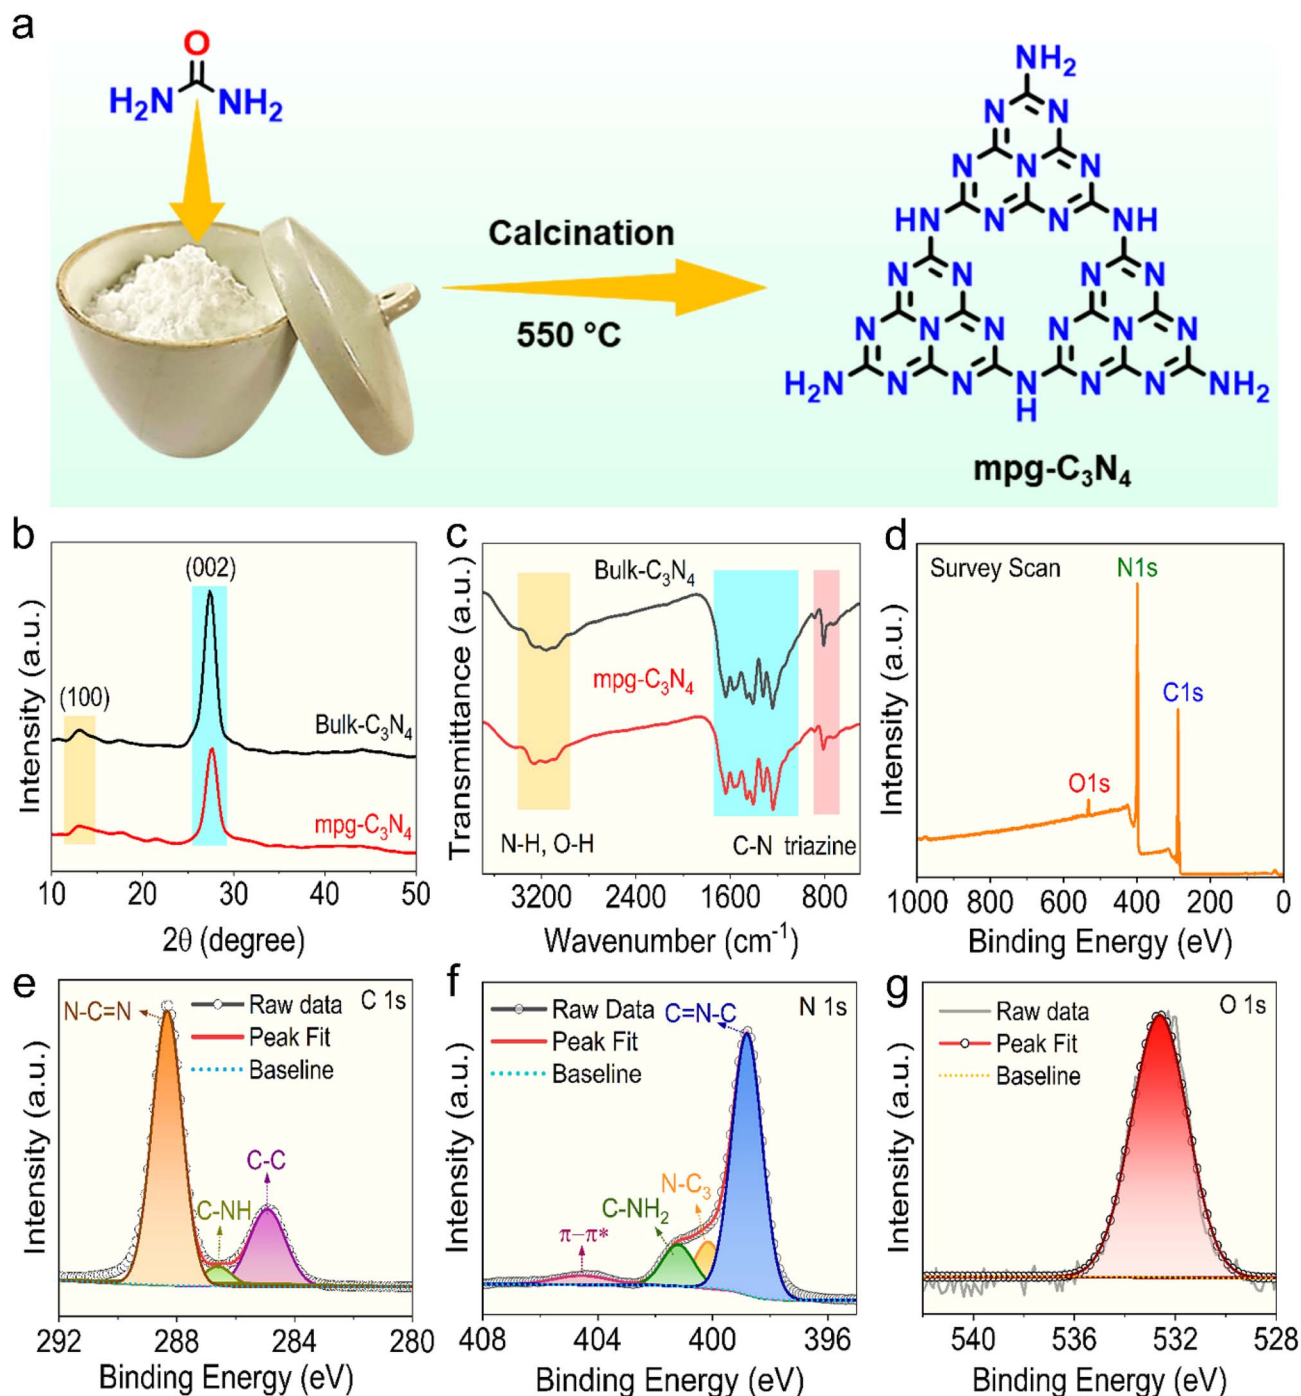 a
O
H₂N NH₂
Calcination
550 °C
NH₂
N N
N N N
HN N N N NH
N N N N
N N N N N N
H₂N N N N N N NH₂
H
mpg-C₃N₄
b
(002)
(100)
Bulk-C₃N₄
mpg-C₃N₄
Intensity (a.u.)
10 20 30 40 50
2θ (degree)
c
Bulk-C₃N₄
mpg-C₃N₄
N-H, O-H
C-N triazine
Transmittance (a.u.)
3200 2400 1600 800
Wavenumber (cm⁻¹)
d
Survey Scan
N1s
C1s
O1s
Intensity (a.u.)
1000 800 600 400 200 0
Binding Energy (eV)
e
N-C=N
Raw data
Peak Fit
Baseline
C 1s
C-C
C-NH
Intensity (a.u.)
292 288 284 280
Binding Energy (eV)
f
Raw Data
Peak Fit
Baseline
C=N-C
N 1s
N-C₃
C-NH₂
π−π*
Intensity (a.u.)
408 404 400 396
Binding Energy (eV)
g
Raw data
Peak Fit
Baseline
O 1s
Intensity (a.u.)
540 536 532 528
Binding Energy (eV)